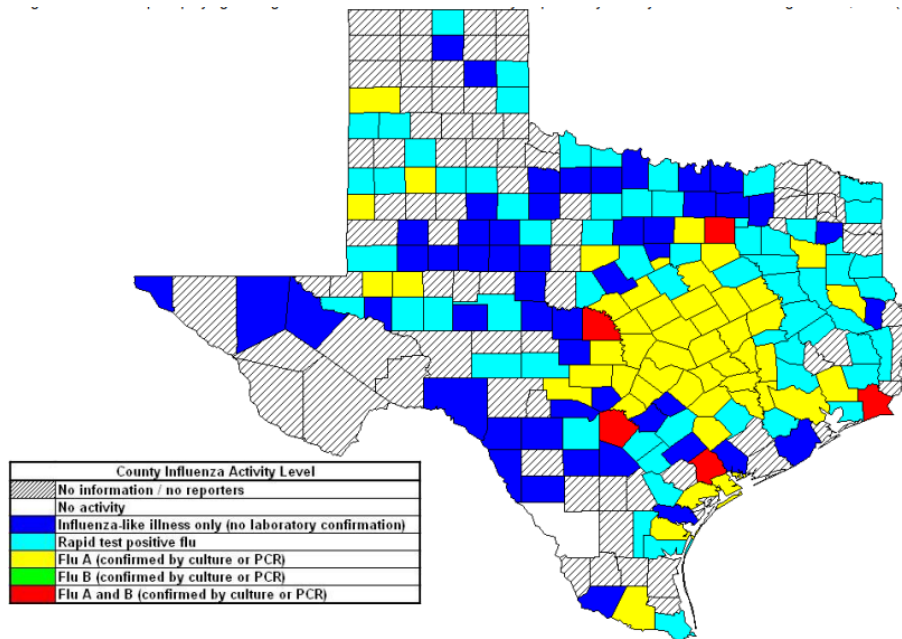 County Influenza Activity Level
No information / no reporters
No activity
Influenza-like illness only (no laboratory confirmation)
Rapid test positive flu
Flu A (confirmed by culture or PCR)
Flu B (confirmed by culture or PCR)
Flu A and B (confirmed by culture or PCR)